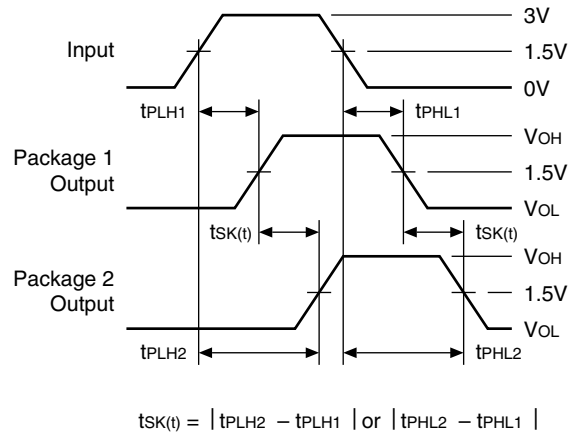 3V
Input
1.5V
0V
tPLH1
tPHL1
VOH
Package 1
Output
1.5V
VOL
tSK(t)
tSK(t)
VOH
Package 2
Output
1.5V
VOL
tPLH2
tPHL2
tSK(t) = | tPLH2 – tPLH1 | or | tPHL2 – tPHL1 |